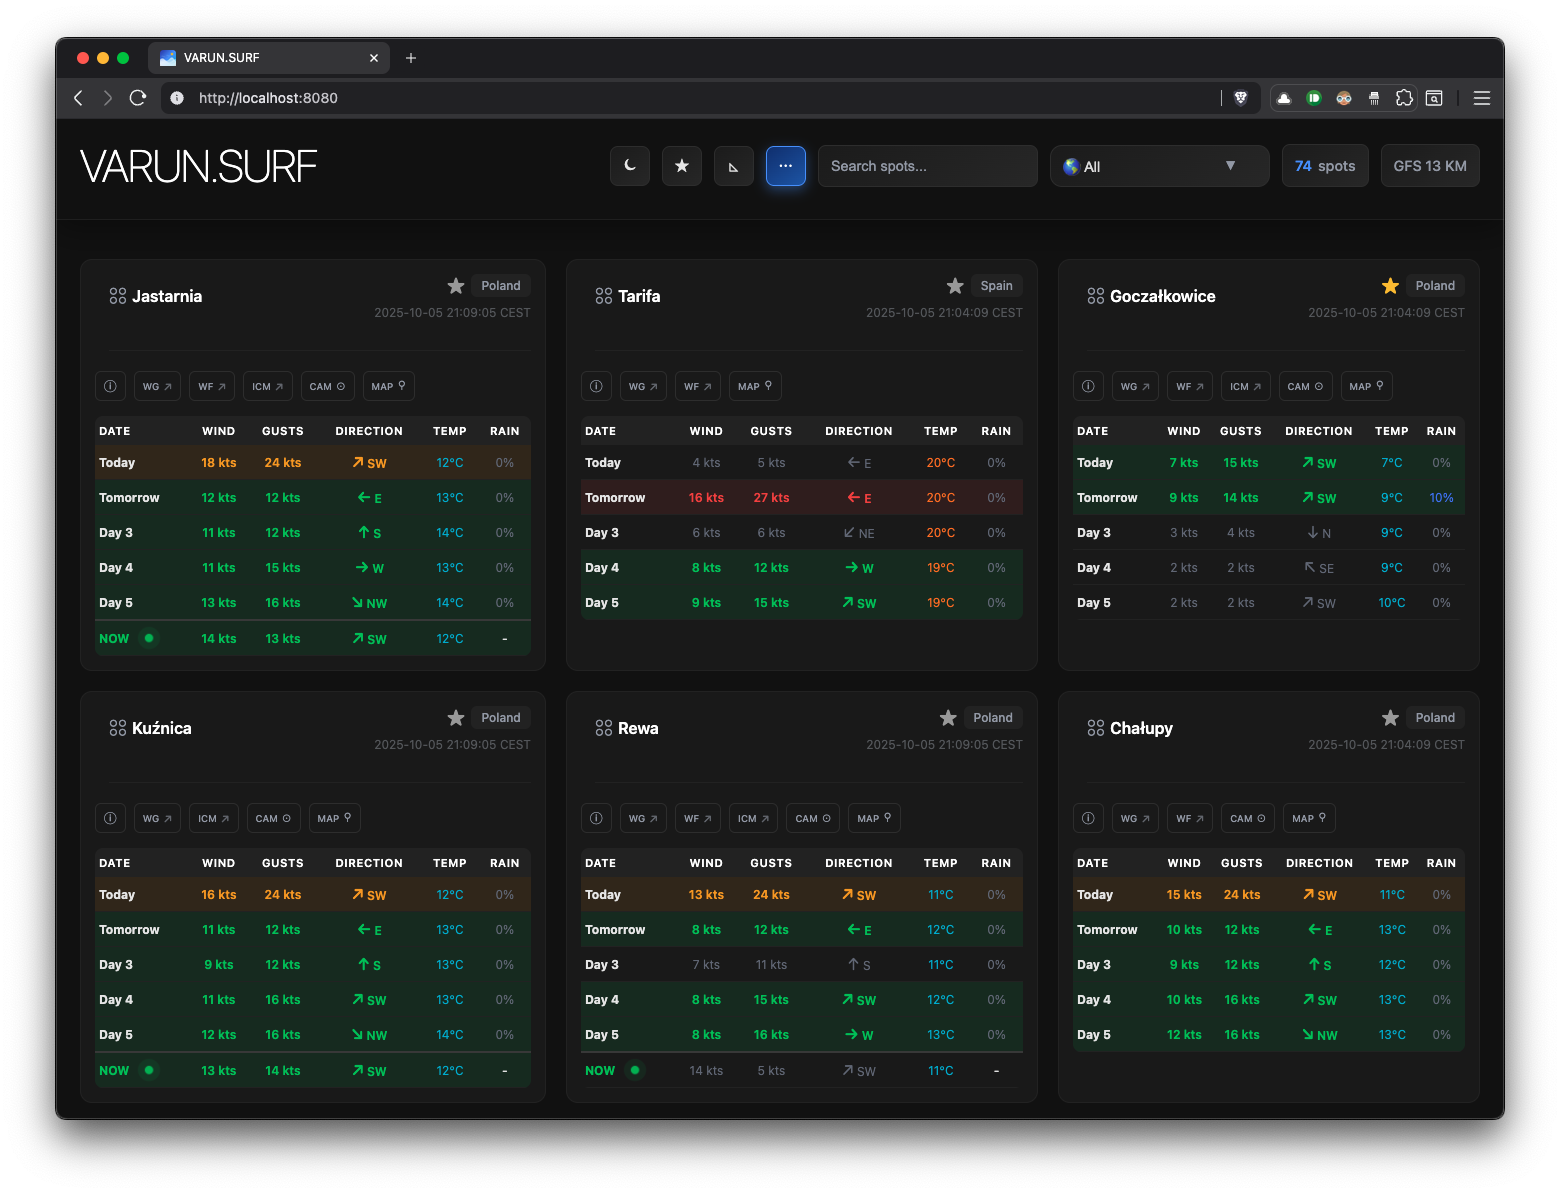 VARUN.SURF
http://localhost:8080
VARUN.SURF
Search spots...
All
74 spots
GFS 13 KM
Jastarnia
Poland
2025-10-05 21:09:05 CEST
WG WF ICM CAM MAP
DATE WIND GUSTS DIRECTION TEMP RAIN
Today 18 kts 24 kts SW 12°C 0%
Tomorrow 12 kts 12 kts E 13°C 0%
Day 3 11 kts 12 kts S 14°C 0%
Day 4 11 kts 15 kts W 13°C 0%
Day 5 13 kts 16 kts NW 14°C 0%
NOW 14 kts 13 kts SW 12°C -
Tarifa
Spain
2025-10-05 21:04:09 CEST
WG WF MAP
DATE WIND GUSTS DIRECTION TEMP RAIN
Today 4 kts 5 kts E 20°C 0%
Tomorrow 16 kts 27 kts E 20°C 0%
Day 3 6 kts 6 kts NE 20°C 0%
Day 4 8 kts 12 kts W 19°C 0%
Day 5 9 kts 15 kts SW 19°C 0%
Goczałkowice
Poland
2025-10-05 21:04:09 CEST
WG WF ICM CAM MAP
DATE WIND GUSTS DIRECTION TEMP RAIN
Today 7 kts 15 kts SW 7°C 0%
Tomorrow 9 kts 14 kts SW 9°C 10%
Day 3 3 kts 4 kts N 9°C 0%
Day 4 2 kts 2 kts SE 9°C 0%
Day 5 2 kts 2 kts SW 10°C 0%
Kuźnica
Poland
2025-10-05 21:09:05 CEST
WG ICM CAM MAP
DATE WIND GUSTS DIRECTION TEMP RAIN
Today 16 kts 24 kts SW 12°C 0%
Tomorrow 11 kts 12 kts E 13°C 0%
Day 3 9 kts 12 kts S 13°C 0%
Day 4 11 kts 16 kts SW 13°C 0%
Day 5 12 kts 16 kts NW 14°C 0%
NOW 13 kts 14 kts SW 12°C -
Rewa
Poland
2025-10-05 21:09:05 CEST
WG WF ICM CAM MAP
DATE WIND GUSTS DIRECTION TEMP RAIN
Today 13 kts 24 kts SW 11°C 0%
Tomorrow 8 kts 12 kts E 12°C 0%
Day 3 7 kts 11 kts S 11°C 0%
Day 4 8 kts 15 kts SW 12°C 0%
Day 5 8 kts 16 kts W 13°C 0%
NOW 14 kts 5 kts SW 11°C -
Chałupy
Poland
2025-10-05 21:04:09 CEST
WG WF CAM MAP
DATE WIND GUSTS DIRECTION TEMP RAIN
Today 15 kts 24 kts SW 11°C 0%
Tomorrow 10 kts 12 kts E 13°C 0%
Day 3 9 kts 12 kts S 12°C 0%
Day 4 10 kts 16 kts SW 13°C 0%
Day 5 12 kts 16 kts NW 13°C 0%